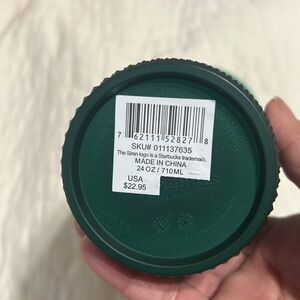 7 62111 52827 8
SKU# 011137635
The Siren logo is a Starbucks trademark.
MADE IN CHINA
24 OZ / 710ML
USA
$22.95